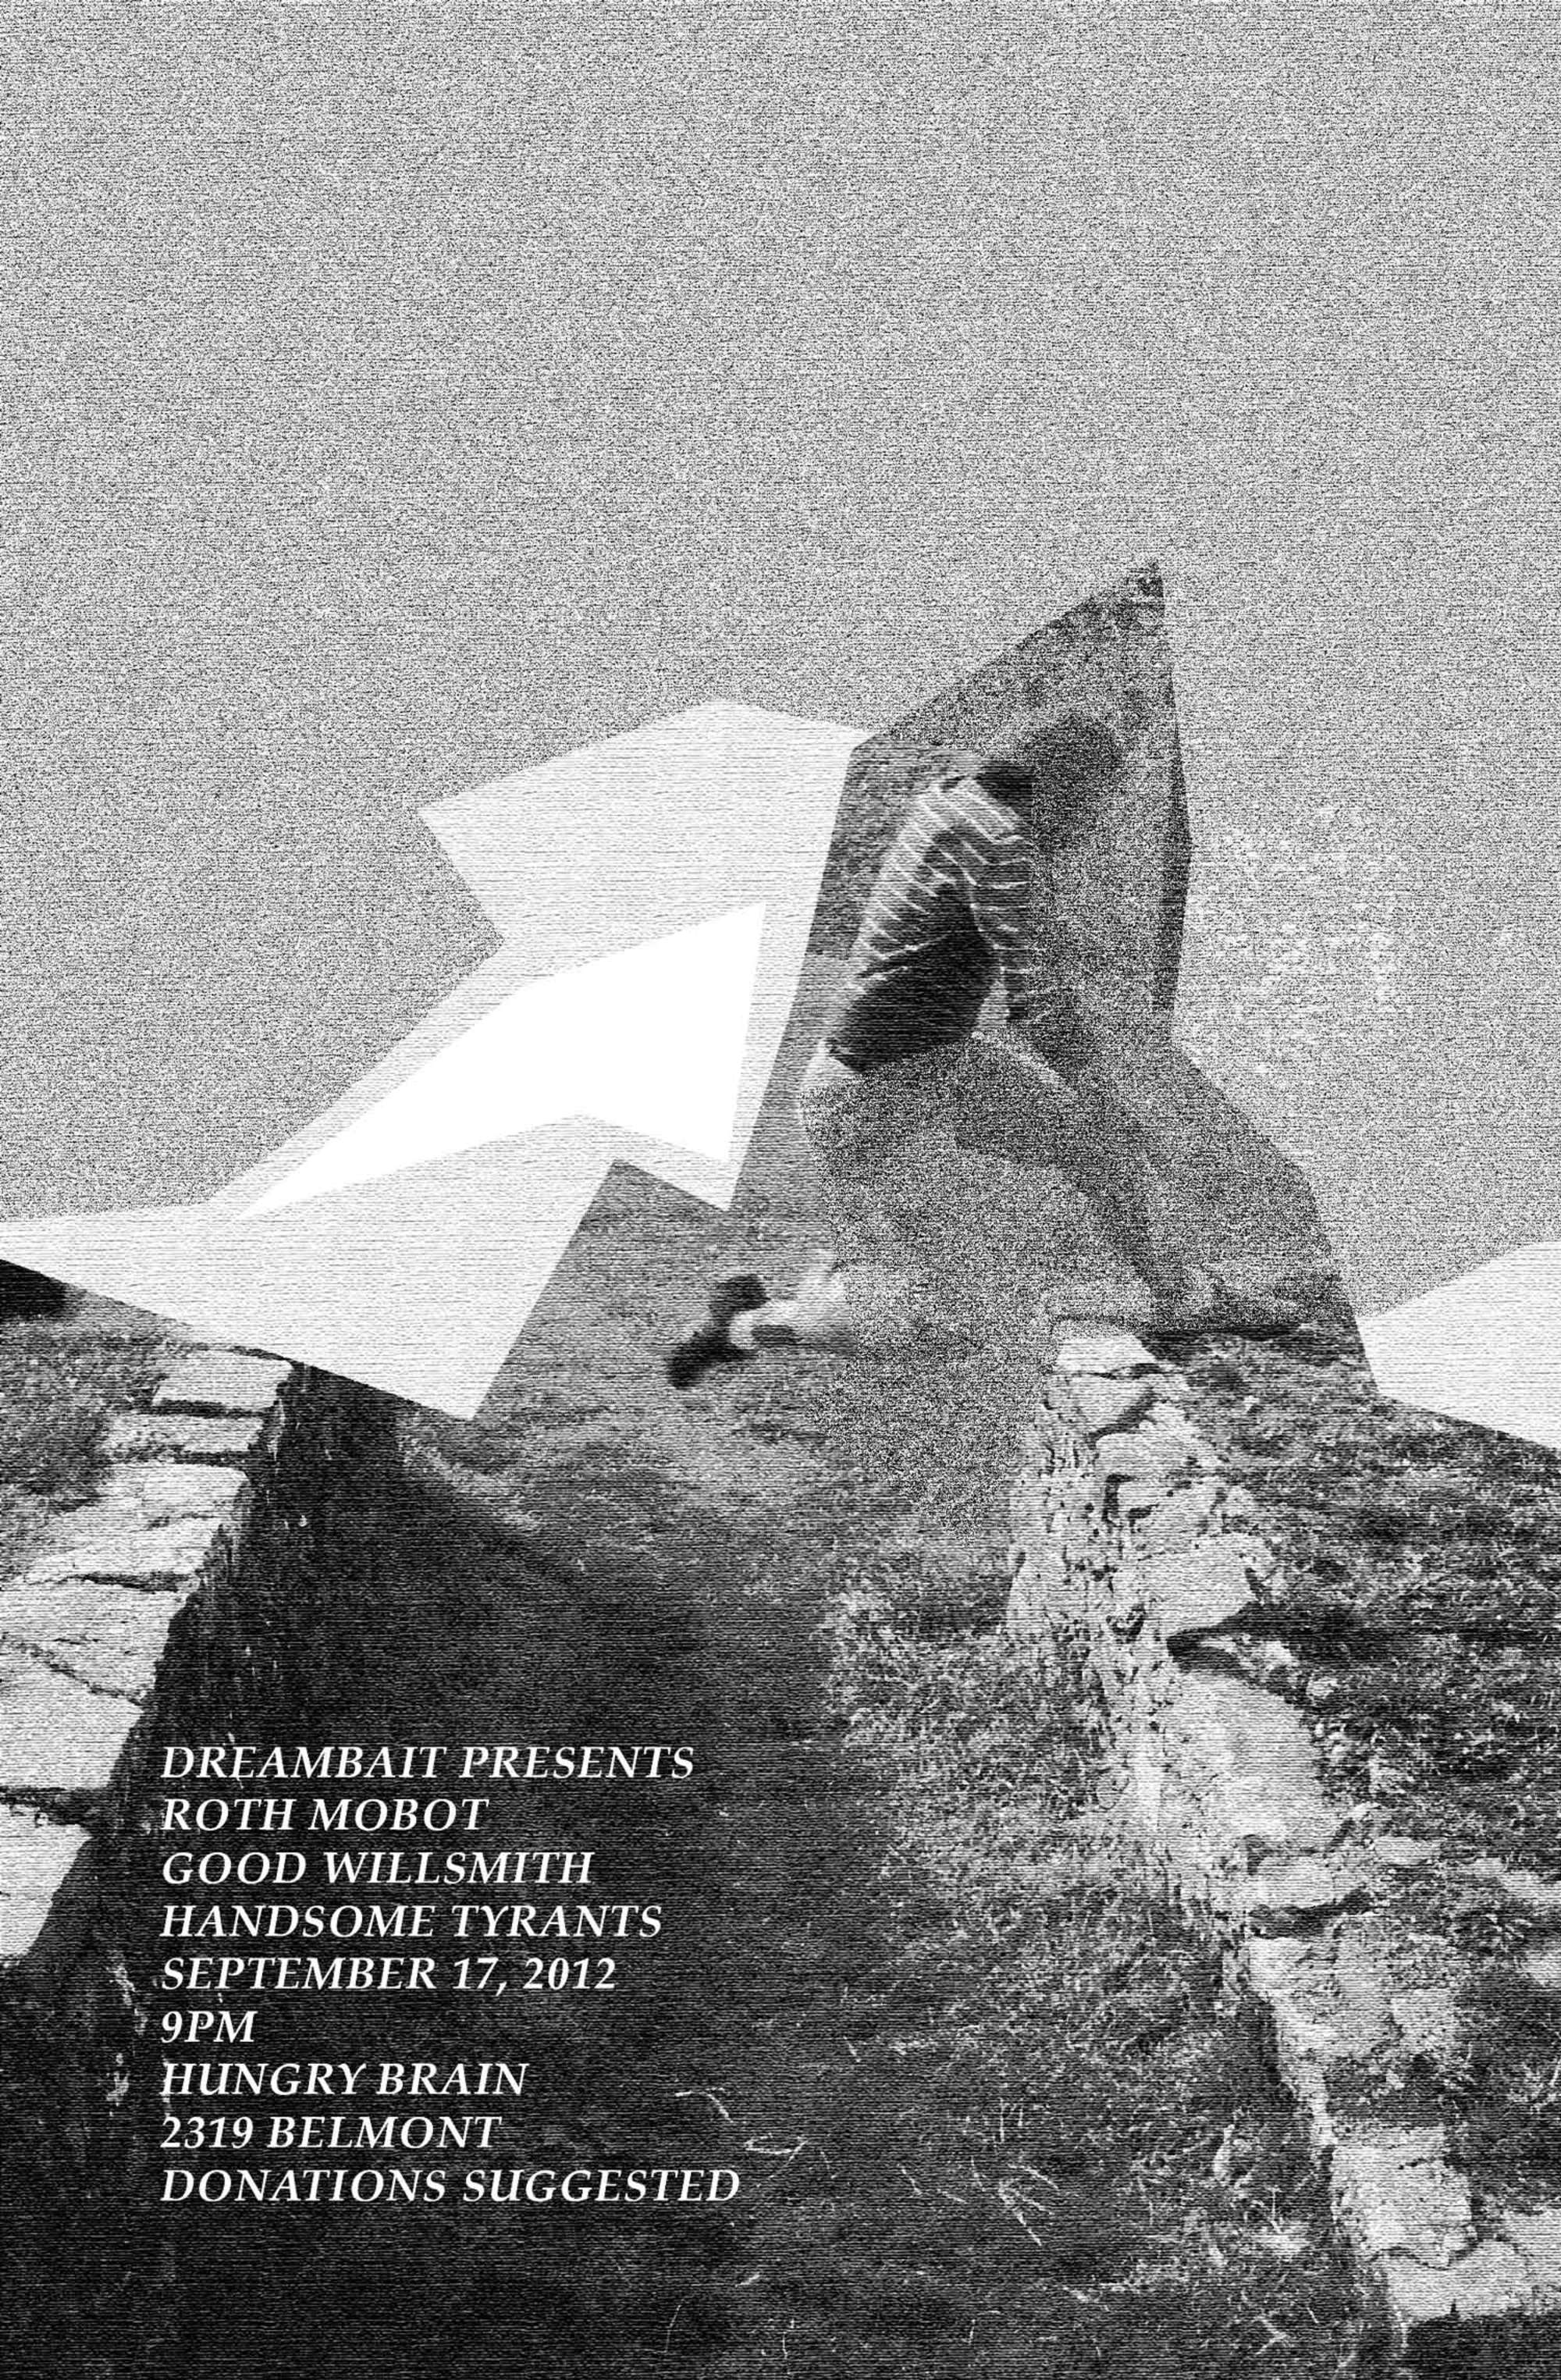 DREAMBAIT PRESENTS
ROTH MOBOT
GOOD WILLSMITH
HANDSOME TYRANTS
SEPTEMBER 17, 2012
9PM
HUNGRY BRAIN
2319 BELMONT
DONATIONS SUGGESTED